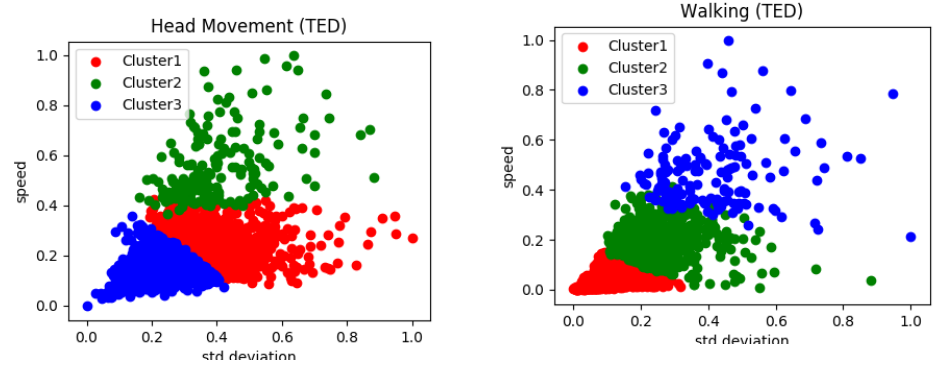 Head Movement (TED)
1.0
0.8
0.6
0.4
0.2
0.0
speed
Cluster1
Cluster2
Cluster3
0.0 0.2 0.4 0.6 0.8 1.0
std deviation
Walking (TED)
1.0
0.8
0.6
0.4
0.2
0.0
speed
Cluster1
Cluster2
Cluster3
0.0 0.2 0.4 0.6 0.8 1.0
std deviation